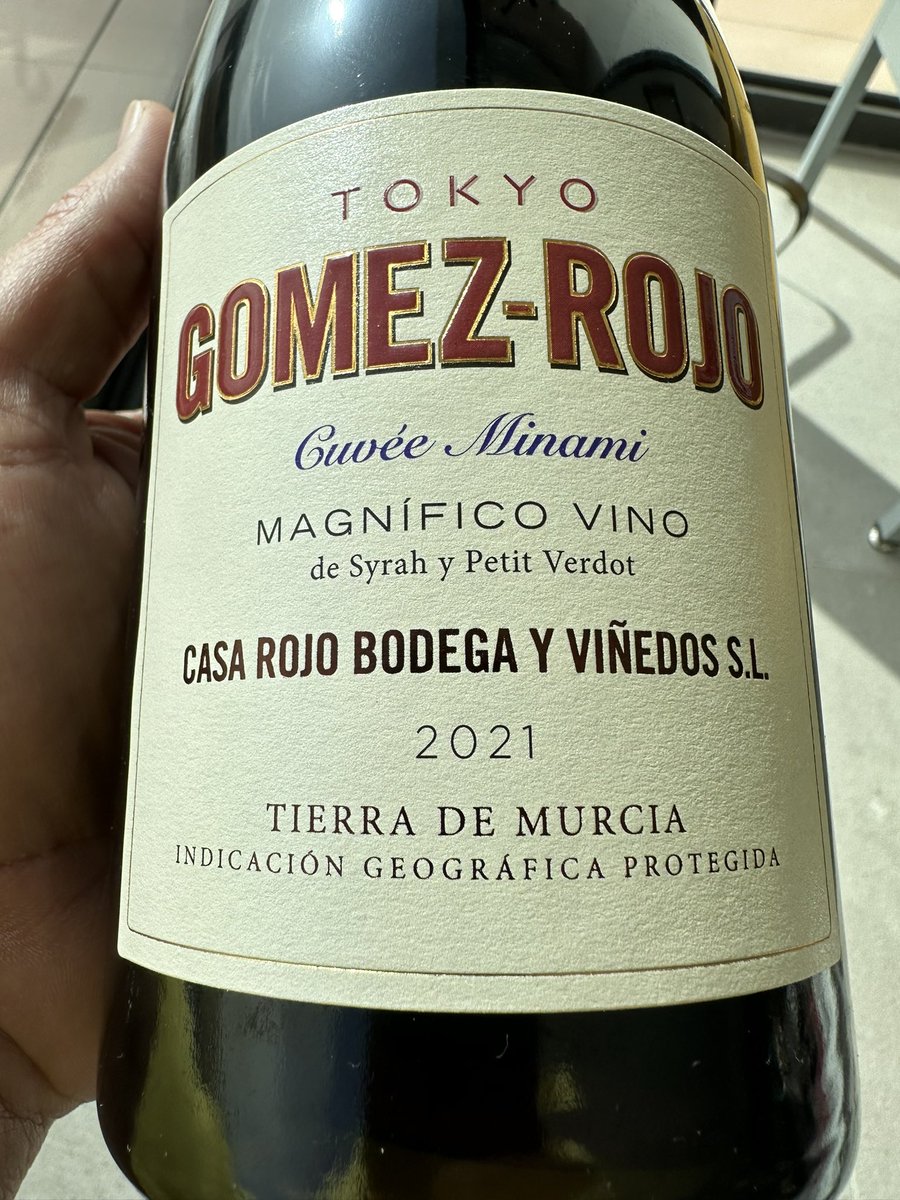 TOKYO
GOMEZ-ROJO
Cuvée Minami
MAGNÍFICO VINO
de Syrah y Petit Verdot
CASA ROJO BODEGA Y VIÑEDOS S.L.
2021
TIERRA DE MURCIA
INDICACIÓN GEOGRÁFICA PROTEGIDA